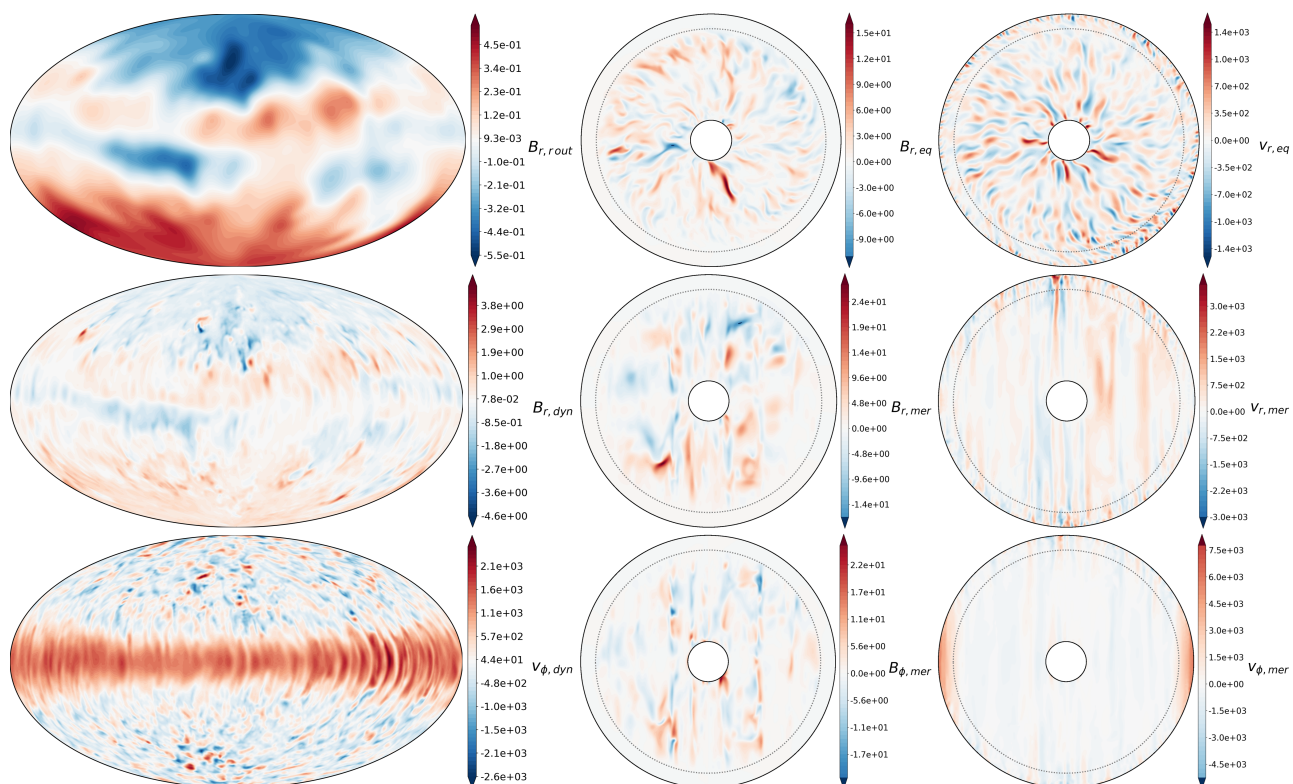 4.5e-01
3.4e-01
2.3e-01
1.2e-01
9.3e-03
-1.0e-01
-2.1e-01
-3.2e-01
-4.4e-01
-5.5e-01
B_{r, rout}
1.5e+01
1.2e+01
9.0e+00
6.0e+00
3.0e+00
0.0e+00
-3.0e+00
-6.0e+00
-9.0e+00
B_{r, eq}
1.4e+03
1.0e+03
7.0e+02
3.5e+02
0.0e+00
-3.5e+02
-7.0e+02
-1.0e+03
-1.4e+03
v_{r, eq}
3.8e+00
2.9e+00
1.9e+00
1.0e+00
7.8e-02
-8.5e-01
-1.8e+00
-2.7e+00
-3.6e+00
-4.6e+00
B_{r, dyn}
2.4e+01
1.9e+01
1.4e+01
9.6e+00
4.8e+00
0.0e+00
-4.8e+00
-9.6e+00
-1.4e+01
B_{r, mer}
3.0e+03
2.2e+03
1.5e+03
7.5e+02
0.0e+00
-7.5e+02
-1.5e+03
-2.2e+03
-3.0e+03
v_{r, mer}
2.1e+03
1.6e+03
1.1e+03
5.7e+02
4.4e+01
-4.8e+02
-1.0e+03
-1.5e+03
-2.1e+03
-2.6e+03
v_{ϕ, dyn}
2.2e+01
1.7e+01
1.1e+01
5.6e+00
0.0e+00
-5.6e+00
-1.1e+01
-1.7e+01
B_{ϕ, mer}
7.5e+03
6.0e+03
4.5e+03
3.0e+03
1.5e+03
0.0e+00
-1.5e+03
-3.0e+03
-4.5e+03
v_{ϕ, mer}